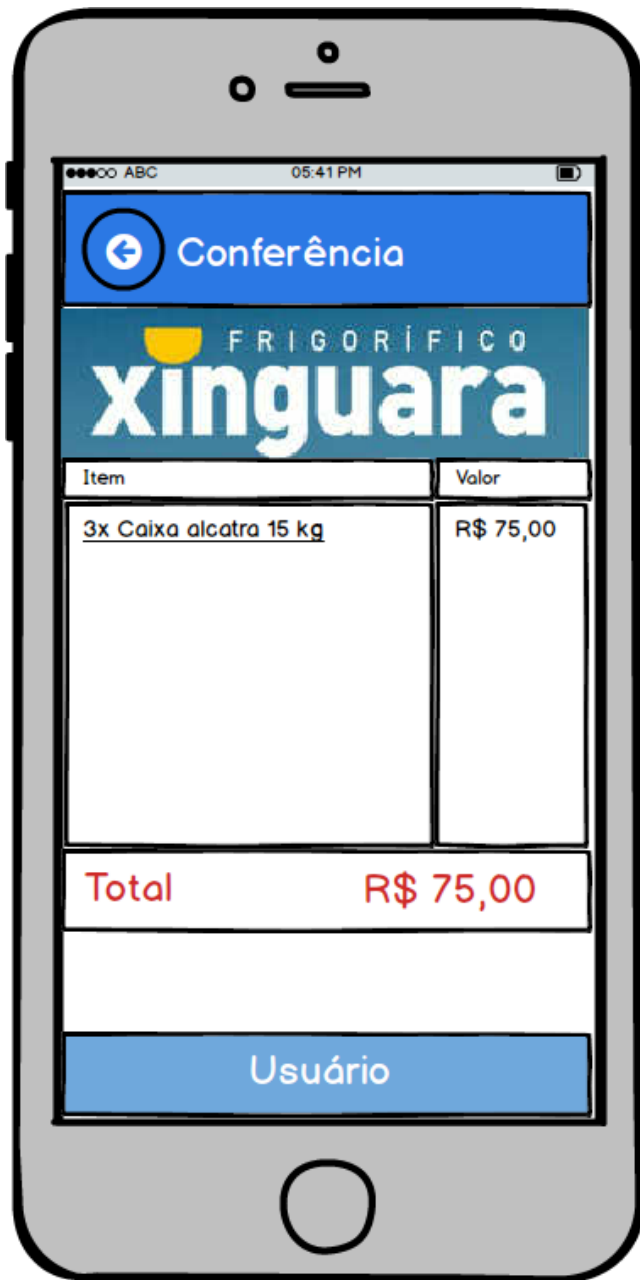 ABC 05:41 PM
Conferência
FRIGORÍFICO
xinguara
Item Valor
3x Caixa alcatra 15 kg R$ 75,00
Total R$ 75,00
Usuário